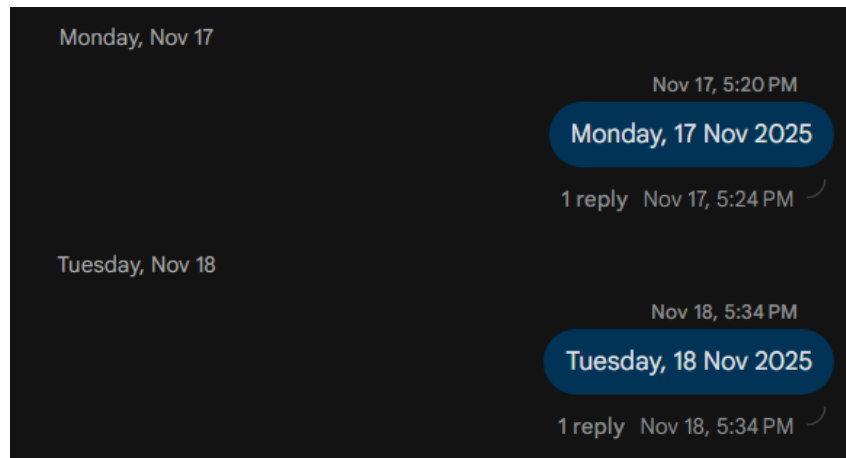 Monday, Nov 17
Nov 17, 5:20 PM
Monday, 17 Nov 2025
1 reply Nov 17, 5:24 PM
Tuesday, Nov 18
Nov 18, 5:34 PM
Tuesday, 18 Nov 2025
1 reply Nov 18, 5:34 PM